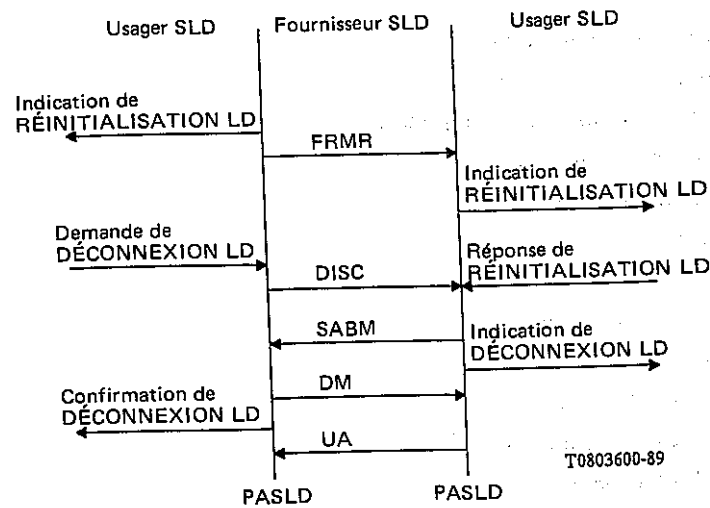 Usager SLD
Fournisseur SLD
Usager SLD
Indication de
RÉINITIALISATION LD
FRMR
Indication de
RÉINITIALISATION LD
Demande de
DÉCONNEXION LD
DISC
Réponse de
RÉINITIALISATION LD
SABM
Indication de
DÉCONNEXION LD
Confirmation de
DÉCONNEXION LD
DM
UA
T0803600-89
PASLD
PASLD